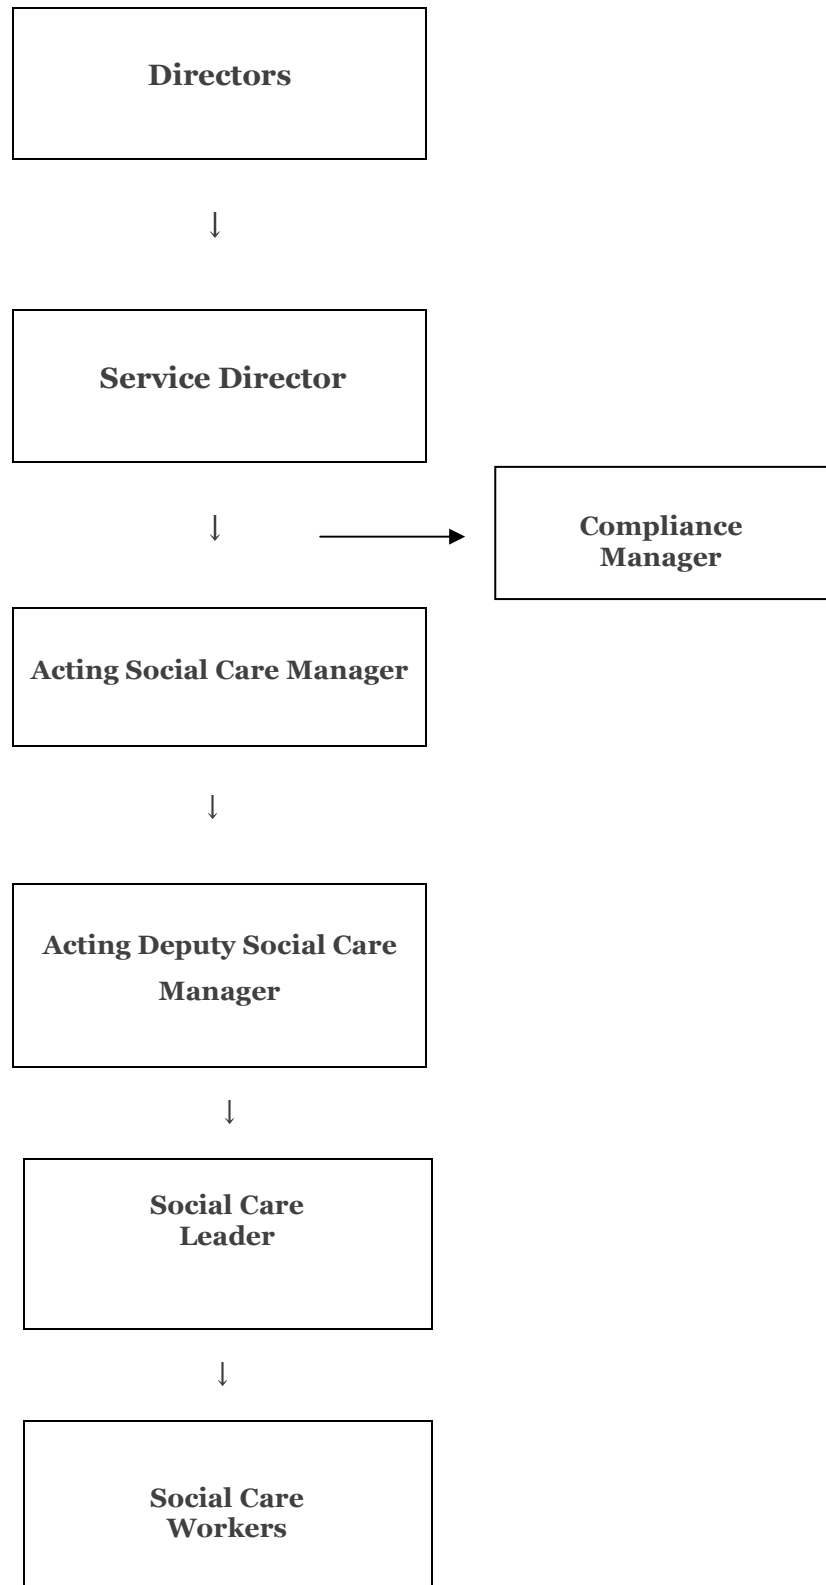 Directors
↓
Service Director
↓
Compliance
Manager
Acting Social Care Manager
↓
Acting Deputy Social Care
Manager
↓
Social Care
Leader
↓
Social Care
Workers